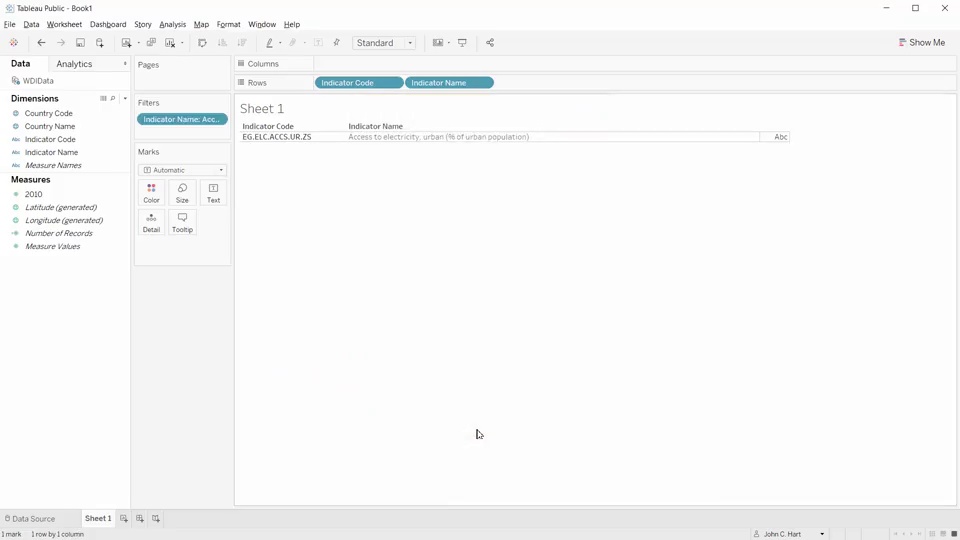 Tableau Public - Book1
File Data Worksheet Dashboard Story Analysis Map Format Window Help
Standard
Show Me
Data Analytics
WDIData
Dimensions
Country Code
Country Name
Abc Indicator Code
Abc Indicator Name
Abc Measure Names
Measures
2010
Latitude (generated)
Longitude (generated)
Number of Records
Measure Values
Pages
Filters
Indicator Name: Acc..
Marks
Automatic
Color Size Text
Detail Tooltip
Columns
Rows Indicator Code Indicator Name
Sheet 1
Indicator Code Indicator Name
EG.ELC.ACCS.UR.ZS Access to electricity, urban (% of urban population) Abc
Data Source Sheet 1
1 mark 1 row by 1 column John C. Hart